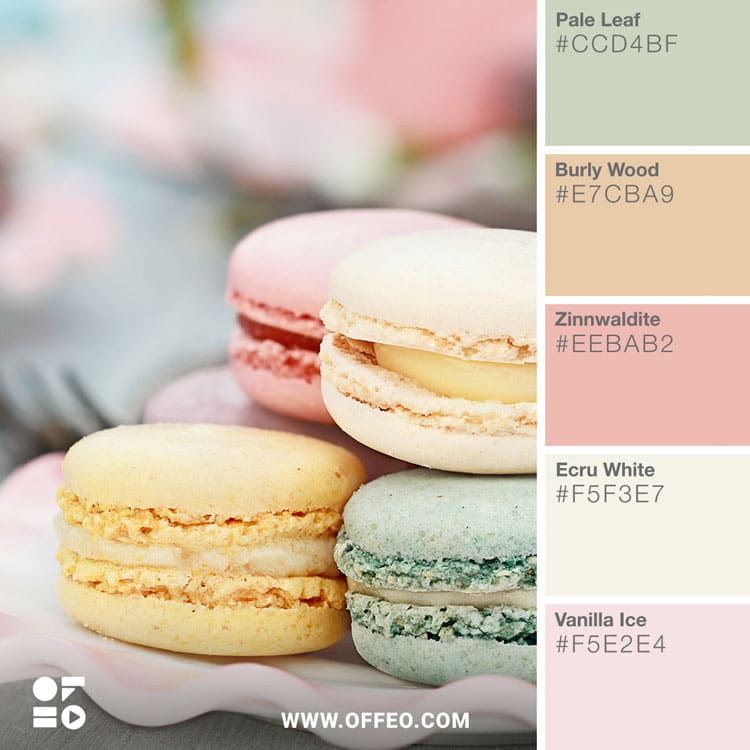 Pale Leaf
#CCD4BF
Burly Wood
#E7CBA9
Zinnwaldite
#EEBAB2
Ecru White
#F5F3E7
Vanilla Ice
#F5E2E4
WWW.OFFEO.COM